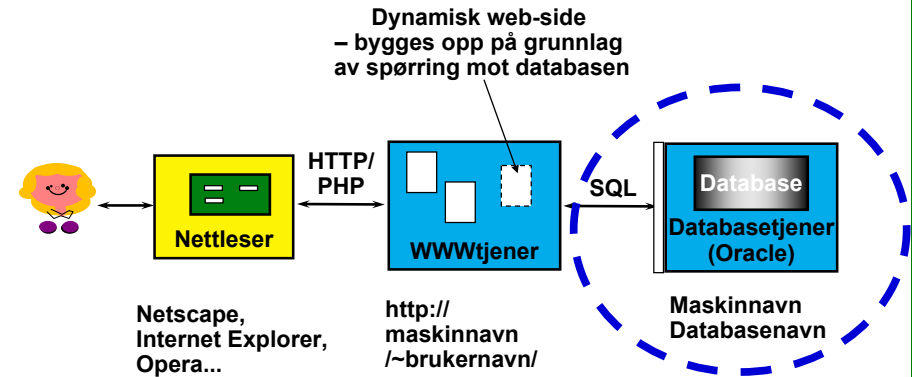 Dynamisk web-side
– bygges opp på grunnlag
av spørring mot databasen
HTTP/
PHP
SQL
Database
Nettleser
WWWtjener
Databasetjener
(Oracle)
Netscape,
Internet Explorer,
Opera...
http://
maskinnavn
/~brukernavn/
Maskinnavn
Databasenavn